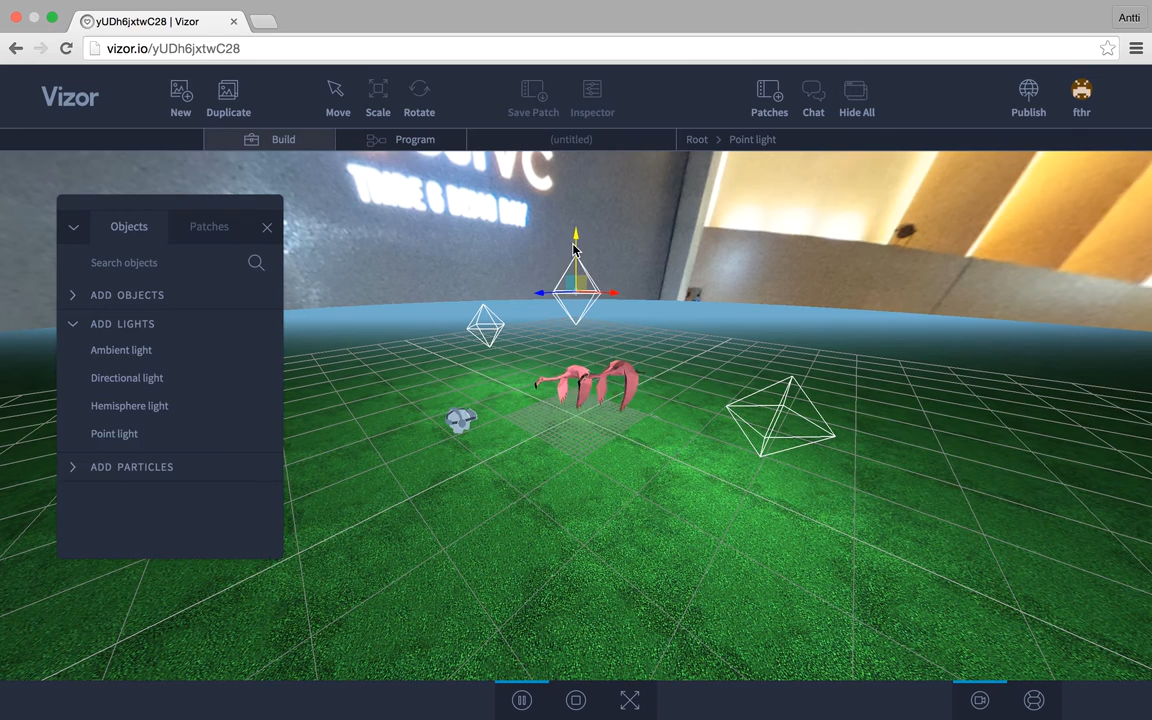 yUDh6jxtwC28 | Vizor
Antti
vizor.io/yUDh6jxtwC28
Vizor
New
Duplicate
Move
Scale
Rotate
Save Patch
Inspector
Patches
Chat
Hide All
Publish
fthr
Build
Program
(untitled)
Root > Point light
Objects
Patches
Search objects
ADD OBJECTS
ADD LIGHTS
Ambient light
Directional light
Hemisphere light
Point light
ADD PARTICLES